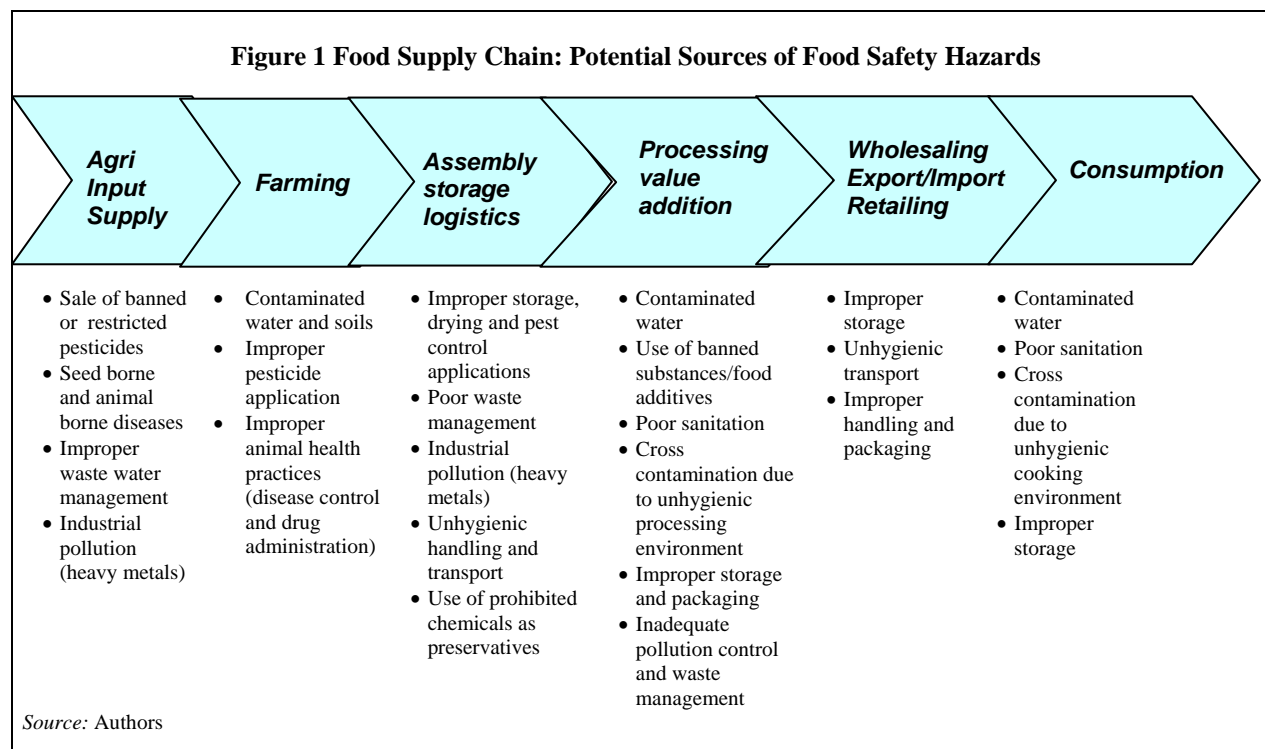 Figure 1 Food Supply Chain: Potential Sources of Food Safety Hazards
Agri
Input
Supply
Farming
Assembly
storage
logistics
Processing
value
addition
Wholesaling
Export/Import
Retailing
Consumption
• Sale of banned
or restricted
pesticides
• Seed borne
and animal
borne diseases
• Improper
waste water
management
• Industrial
pollution
(heavy metals)
• Contaminated
water and soils
• Improper
pesticide
application
• Improper
animal health
practices
(disease control
and drug
administration)
• Improper storage,
drying and pest
control
applications
• Poor waste
management
• Industrial
pollution (heavy
metals)
• Unhygienic
handling and
transport
• Use of prohibited
chemicals as
preservatives
• Contaminated
water
• Use of banned
substances/food
additives
• Poor sanitation
• Cross
contamination due
to unhygienic
processing
environment
• Improper storage
and packaging
• Inadequate
pollution control
and waste
management
• Improper
storage
• Unhygienic
transport
• Improper
handling and
packaging
• Contaminated
water
• Poor sanitation
• Cross
contamination
due to
unhygienic
cooking
environment
• Improper
storage
Source: Authors